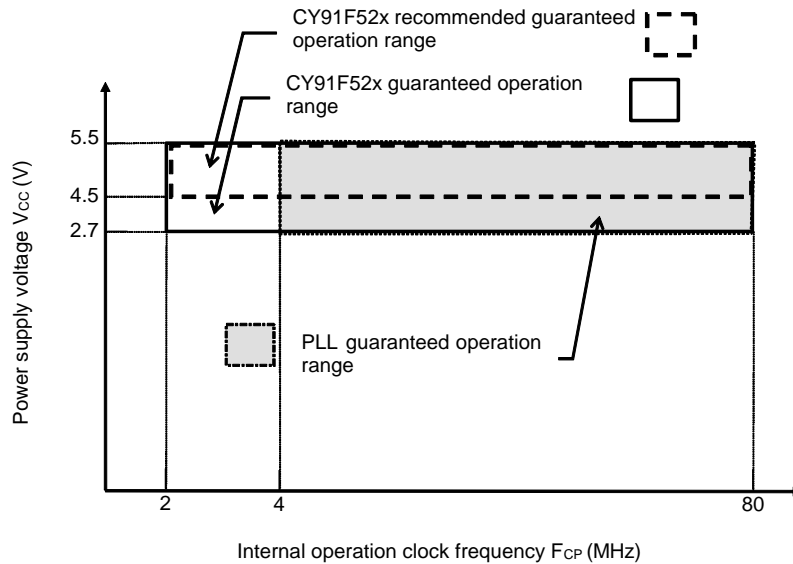 CY91F52x recommended guaranteed
operation range
CY91F52x guaranteed operation
range
5.5
4.5
2.7
Power supply voltage VCC (V)
PLL guaranteed operation
range
2
4
80
Internal operation clock frequency FCP (MHz)